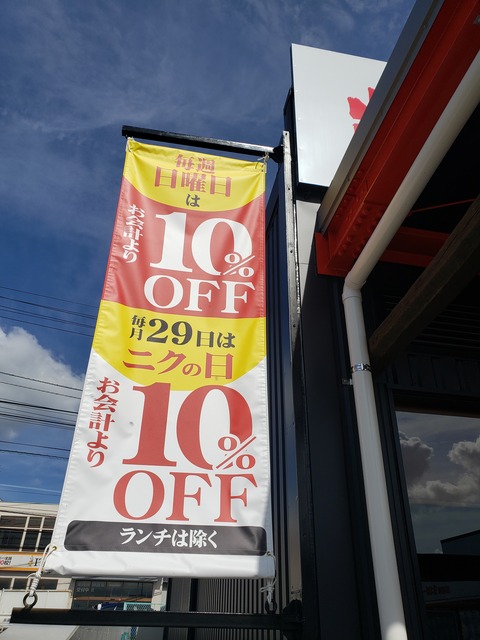 毎週
日曜日
は
お会計より
10%
OFF
毎月29日は
ニクの日
お会計より
10%
OFF
ランチは除く